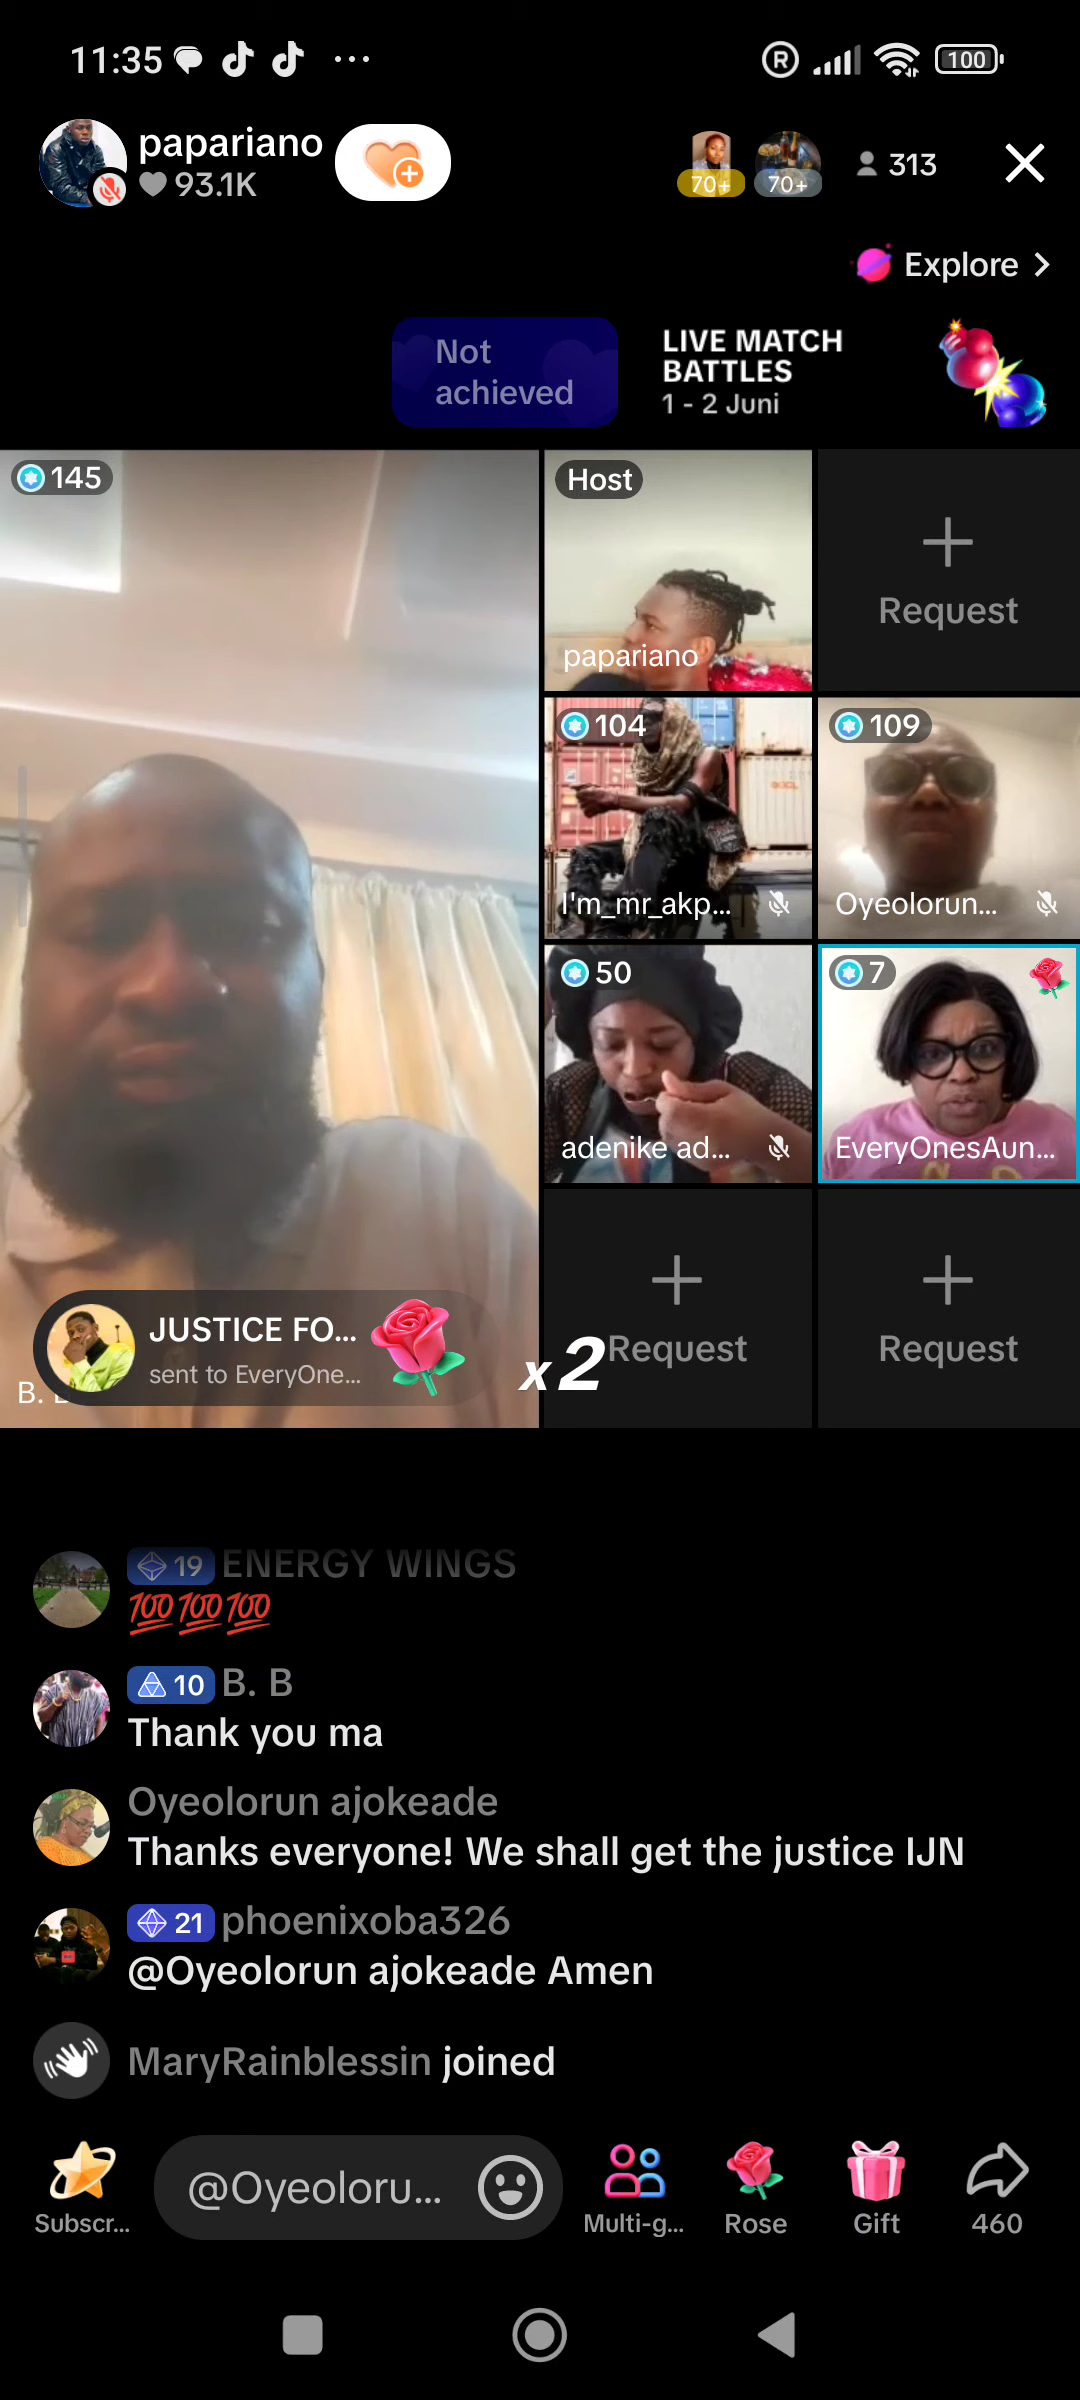 11:35
R
100
papariano
93.1K
70+
70+
313
Explore
Not
achieved
LIVE MATCH
BATTLES
1 - 2 Juni
145
Host
papariano
Request
104
I'm_mr_akp...
109
Oyeolorun...
50
adenike ad...
7
EveryOnesAun...
JUSTICE FO...
sent to EveryOne...
x2
B.
Request
Request
19 ENERGY WINGS
💯💯💯
10 B. B
Thank you ma
Oyeolorun ajokeade
Thanks everyone! We shall get the justice IJN
21 phoenixoba326
@Oyeolorun ajokeade Amen
MaryRainblessin joined
@Oyeoloru...
Subscr...
Multi-g...
Rose
Gift
460